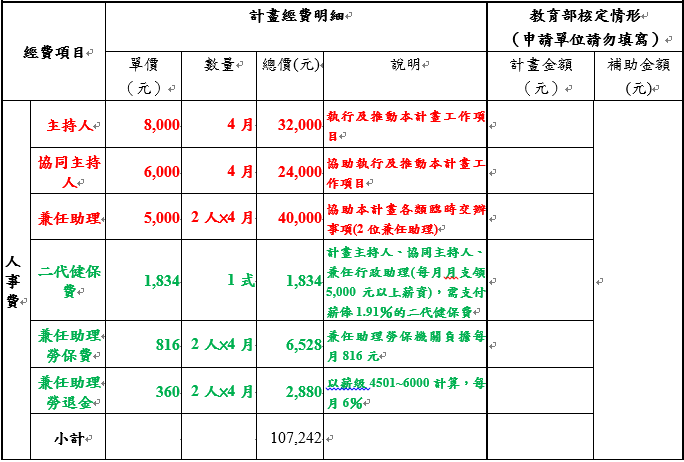 經費項目
計畫經費明細
教育部核定情形
（申請單位請勿填寫）
單價
（元）
數量
總價(元)
說明
計畫金額
（元）
補助金額
(元)
人事費
主持人
8,000
4 月
32,000
執行及推動本計畫工作項
目
協同主持
人
6,000
4 月
24,000
協助執行及推動本計畫工
作項目
兼任助理
5,000
2 人×4 月
40,000
協助本計畫各類臨時交辦
事項(2 位兼任助理)
二代健保
費
1,834
1 式
1,834
計畫主持人、協同主持人、
兼任行政助理(每月月支領
5,000 元以上薪資)，需支付
薪俸 1.91%的二代健保費
兼任助理
勞保費
816
2 人×4 月
6,528
兼任助理勞保機關負擔每
月 816 元
兼任助理
勞退金
360
2 人×4 月
2,880
以薪級 4501~6000 計算，每
月 6%
小計
107,242